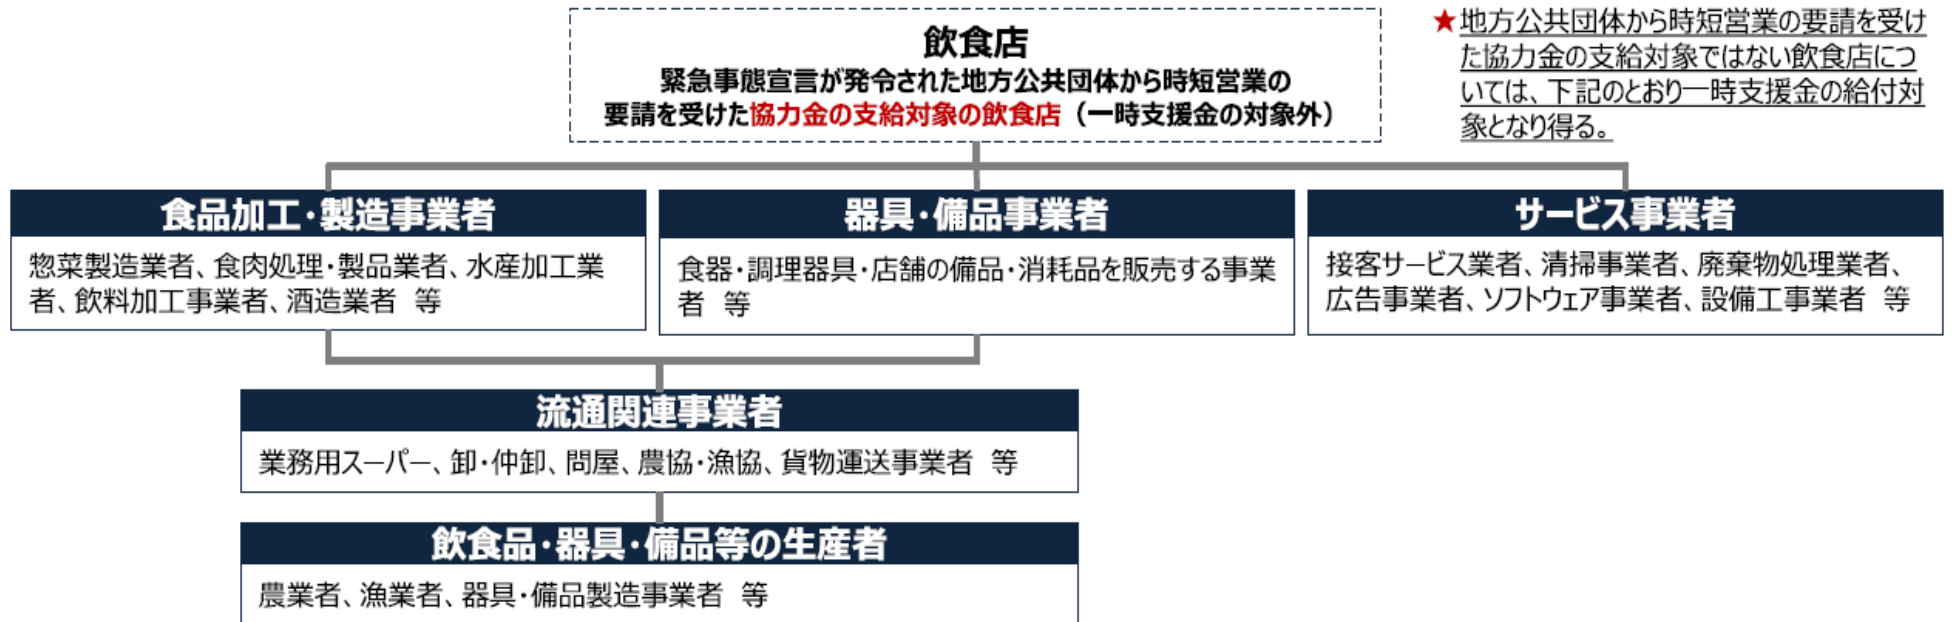 飲食店
緊急事態宣言が発令された地方公共団体から時短営業の
要請を受けた協力金の支給対象の飲食店（一時支援金の対象外）
★地方公共団体から時短営業の要請を受け
た協力金の支給対象ではない飲食店につ
いては、下記のとおり一時支援金の給付対
象となり得る。
食品加工・製造事業者
惣菜製造業者、食肉処理・製品業者、水産加工業
者、飲料加工事業者、酒造業者 等
器具・備品事業者
食器・調理器具・店舗の備品・消耗品を販売する事業
者 等
サービス事業者
接客サービス業者、清掃事業者、廃棄物処理業者、
広告事業者、ソフトウェア事業者、設備工事業者 等
流通関連事業者
業務用スーパー、卸・仲卸、問屋、農協・漁協、貨物運送事業者 等
飲食品・器具・備品等の生産者
農業者、漁業者、器具・備品製造事業者 等